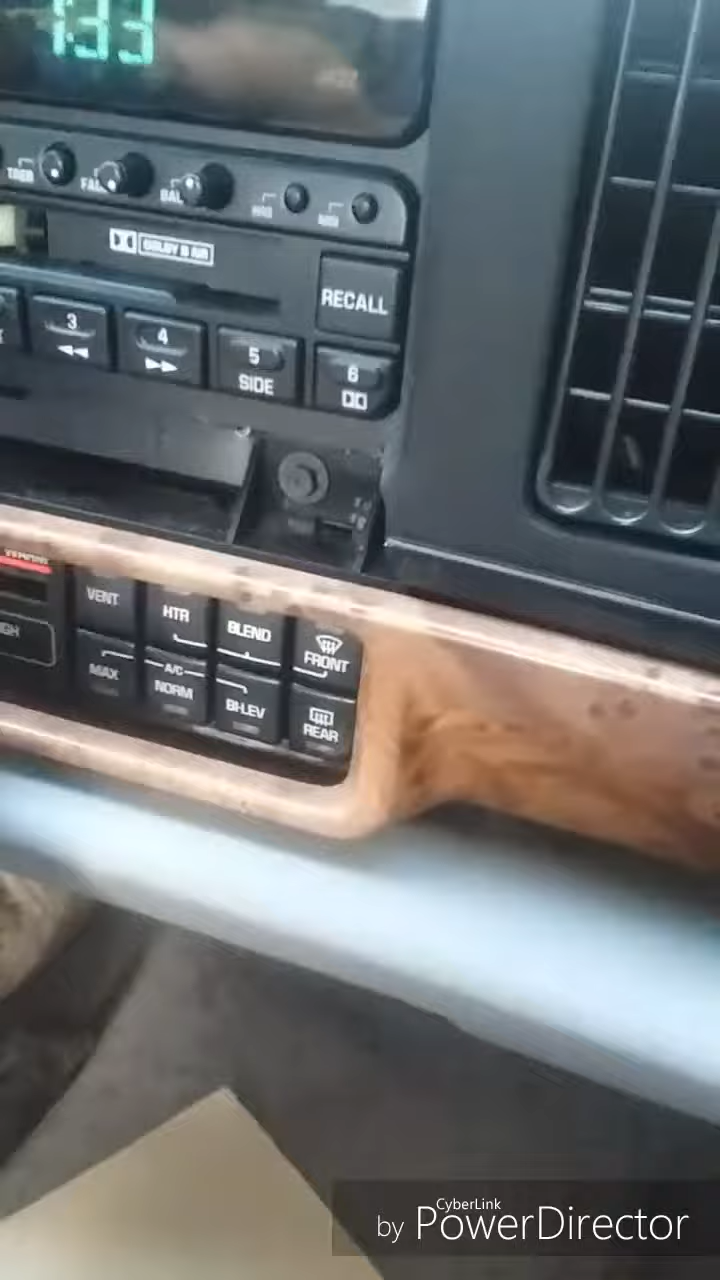 1:33
TREB
FADE
BAL
DOLBY B NR
RECALL
3
4
5
SIDE
6
VENT
HTR
BLEND
FRONT
MAX
A/C
NORM
BI-LEV
REAR
by CyberLink PowerDirector